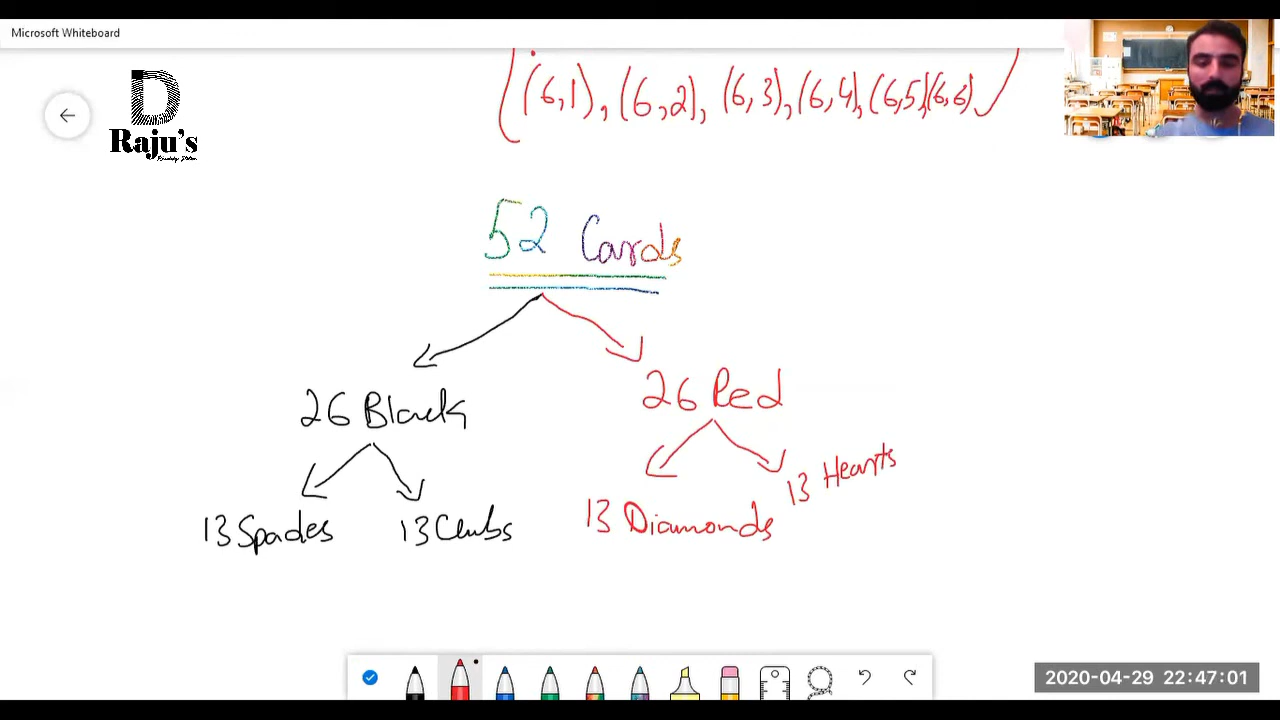 Microsoft Whiteboard
(6,1), (6,2), (6,3), (6,4), (6,5)(6,6)
D
Raju's
52 Cards
26 Black
26 Red
13 Spades
13 Clubs
13 Diamonds
13 Hearts
2020-04-29 22:47:01